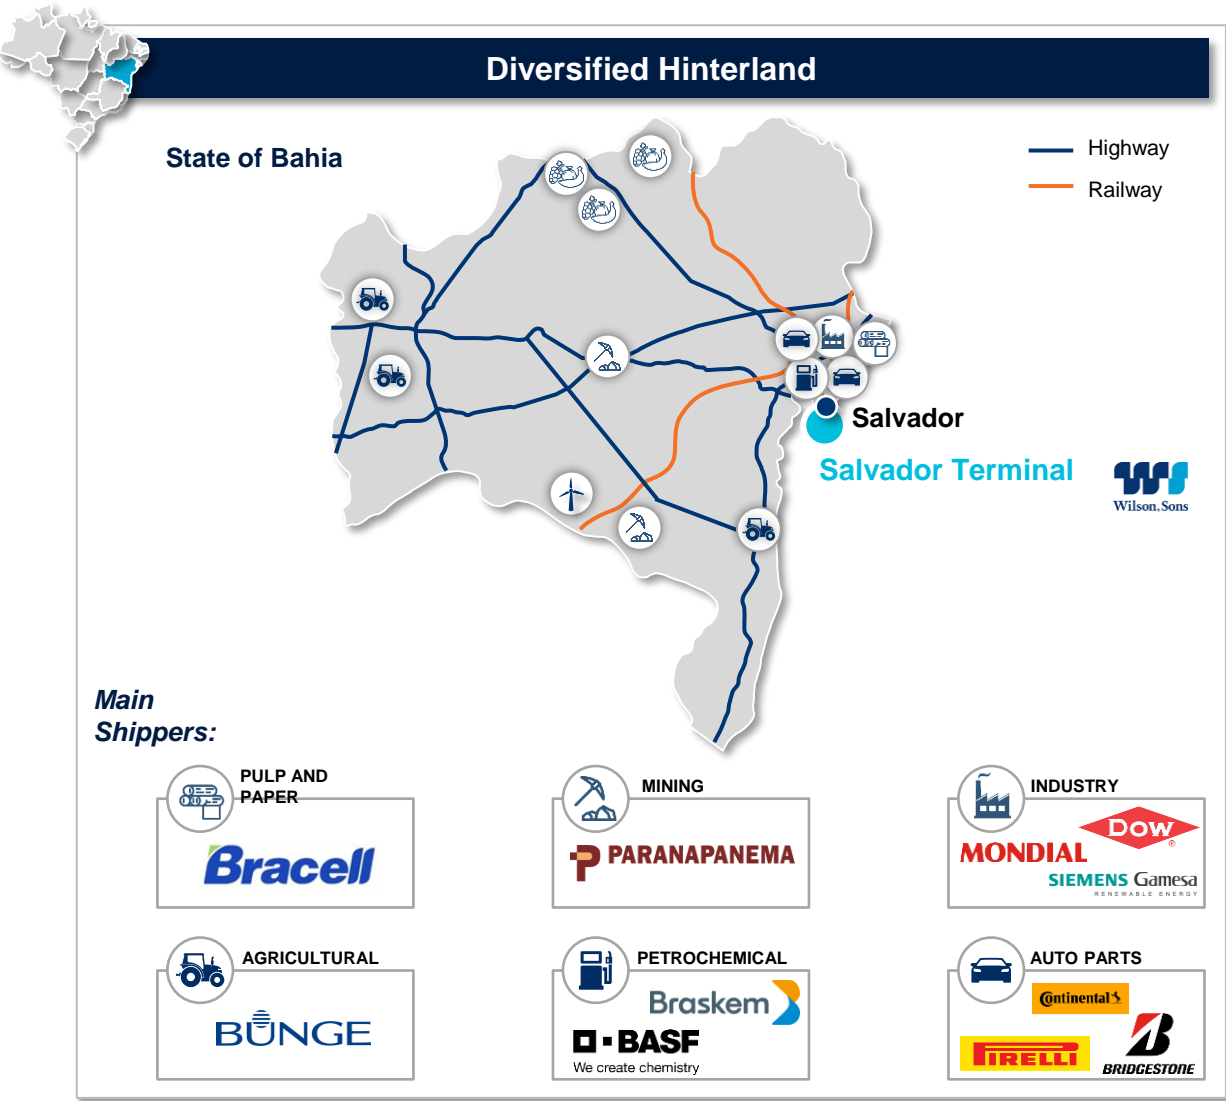 Diversified Hinterland
State of Bahia
Highway
Railway
Salvador
Salvador Terminal
Wilson, Sons
Main
Shippers:
PULP AND
PAPER
Bracell
MINING
PARANAPANEMA
INDUSTRY
DOW
®
MONDIAL
SIEMENS Gamesa
RENEWABLE ENERGY
AGRICULTURAL
BUNGE
PETROCHEMICAL
Braskem
BASF
We create chemistry
AUTO PARTS
Continental
PIRELLI
BRIDGESTONE